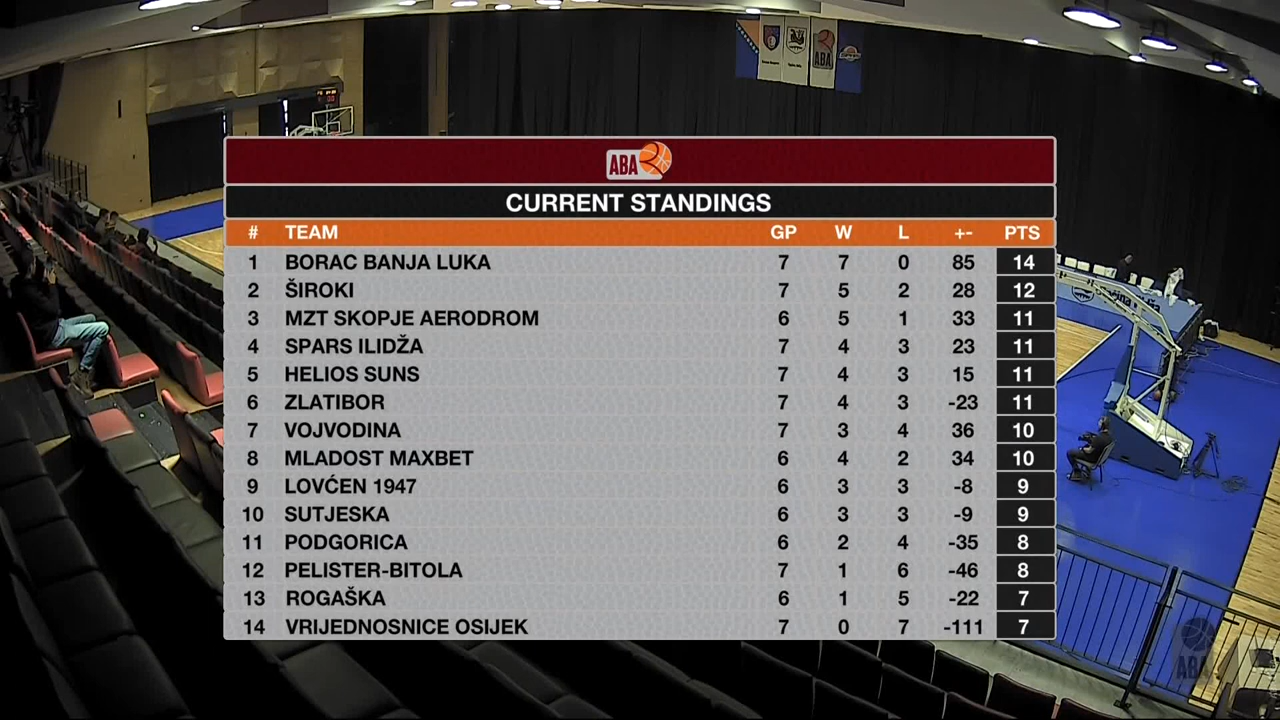 ABA
CURRENT STANDINGS
# TEAM GP W L +- PTS
1 BORAC BANJA LUKA 7 7 0 85 14
2 ŠIROKI 7 5 2 28 12
3 MZT SKOPJE AERODROM 6 5 1 33 11
4 SPARS ILIDŽA 7 4 3 23 11
5 HELIOS SUNS 7 4 3 15 11
6 ZLATIBOR 7 4 3 -23 11
7 VOJVODINA 7 3 4 36 10
8 MLADOST MAXBET 6 4 2 34 10
9 LOVĆEN 1947 6 3 3 -8 9
10 SUTJESKA 6 3 3 -9 9
11 PODGORICA 6 2 4 -35 8
12 PELISTER-BITOLA 7 1 6 -46 8
13 ROGAŠKA 6 1 5 -22 7
14 VRIJEDNOSNICE OSIJEK 7 0 7 -111 7
ABA
ABA